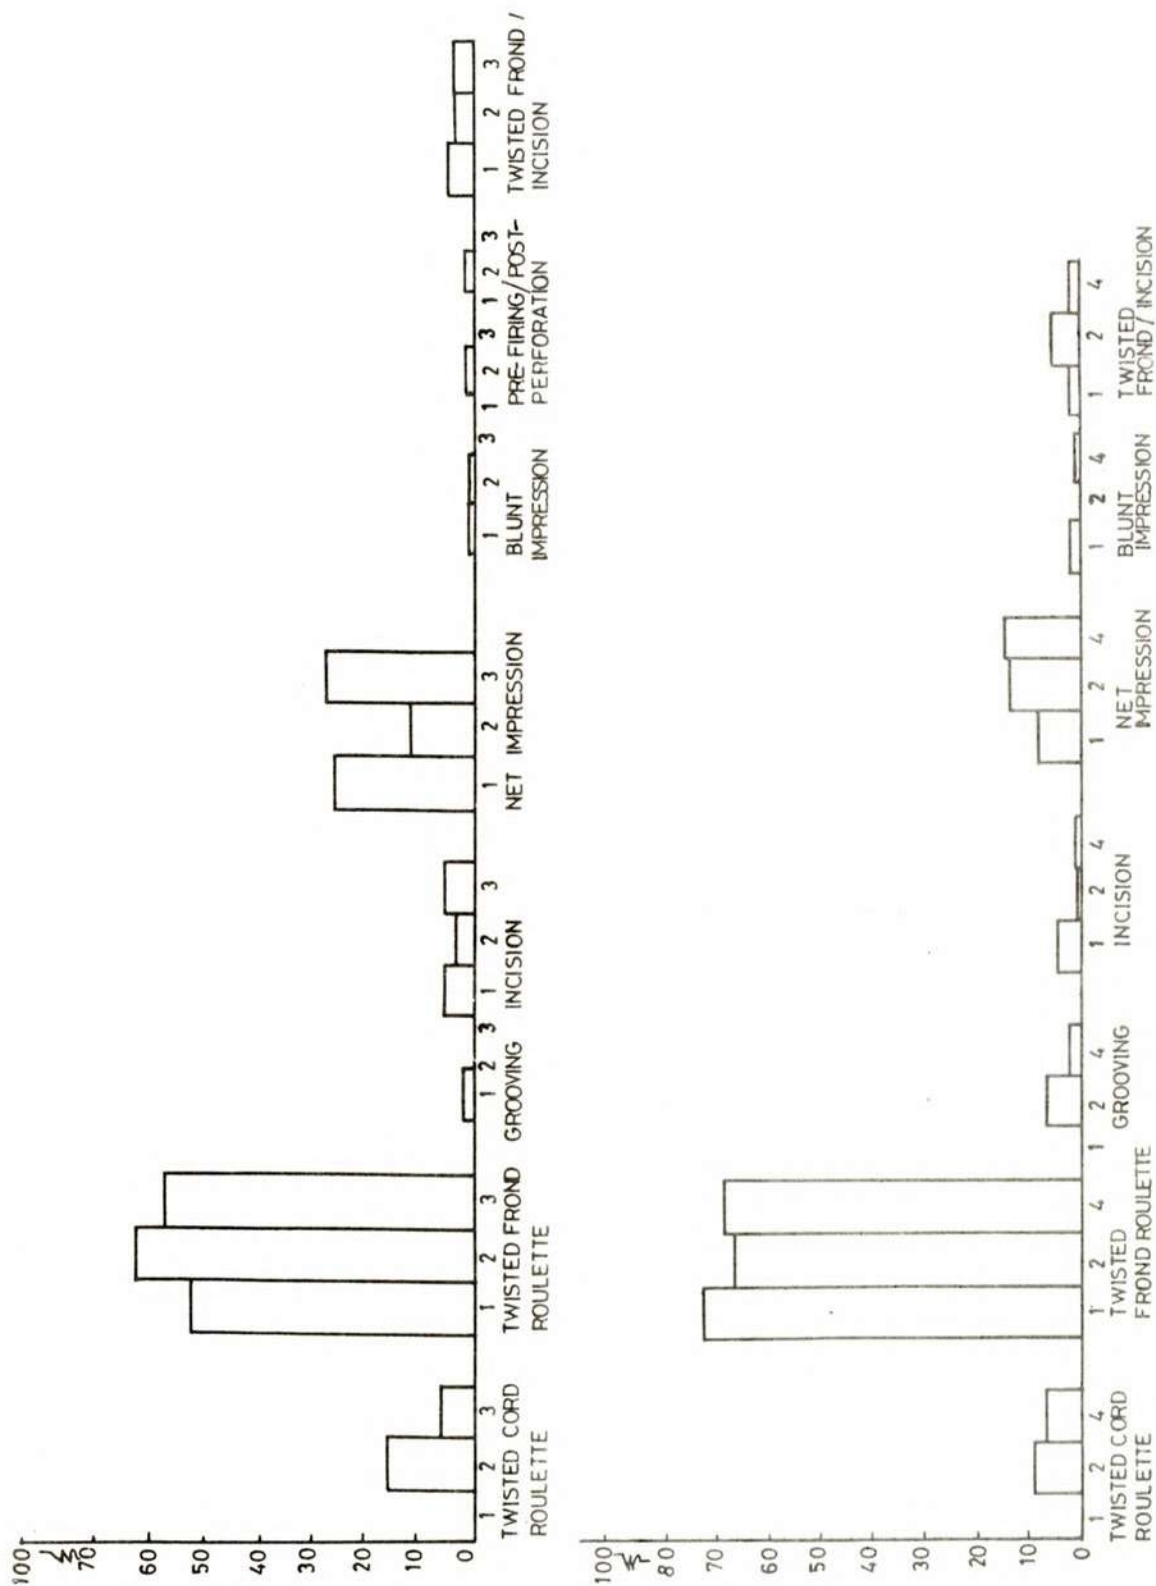 100
70
60
50
40
30
20
10
0
1 2 3
TWISTED CORD
ROULETTE
1 2 3
TWISTED FROND
ROULETTE
1 2 3
GROOVING
1 2 3
INCISION
1 2 3
NET IMPRESSION
1 2 3
BLUNT
IMPRESSION
1 2 3 1 2 3
PRE-FIRING/POST-
PERFORATION
1 2 3
TWISTED FROND /
INCISION
100
70
60
50
40
30
20
10
0
1 2 4
TWISTED CORD
ROULETTE
1 2 4
TWISTED
FROND ROULETTE
1 2 4
GROOVING
1 2 4
INCISION
1 2 4
NET
IMPRESSION
1 2 4
BLUNT
IMPRESSION
1 2 4
TWISTED
FROND/INCISION